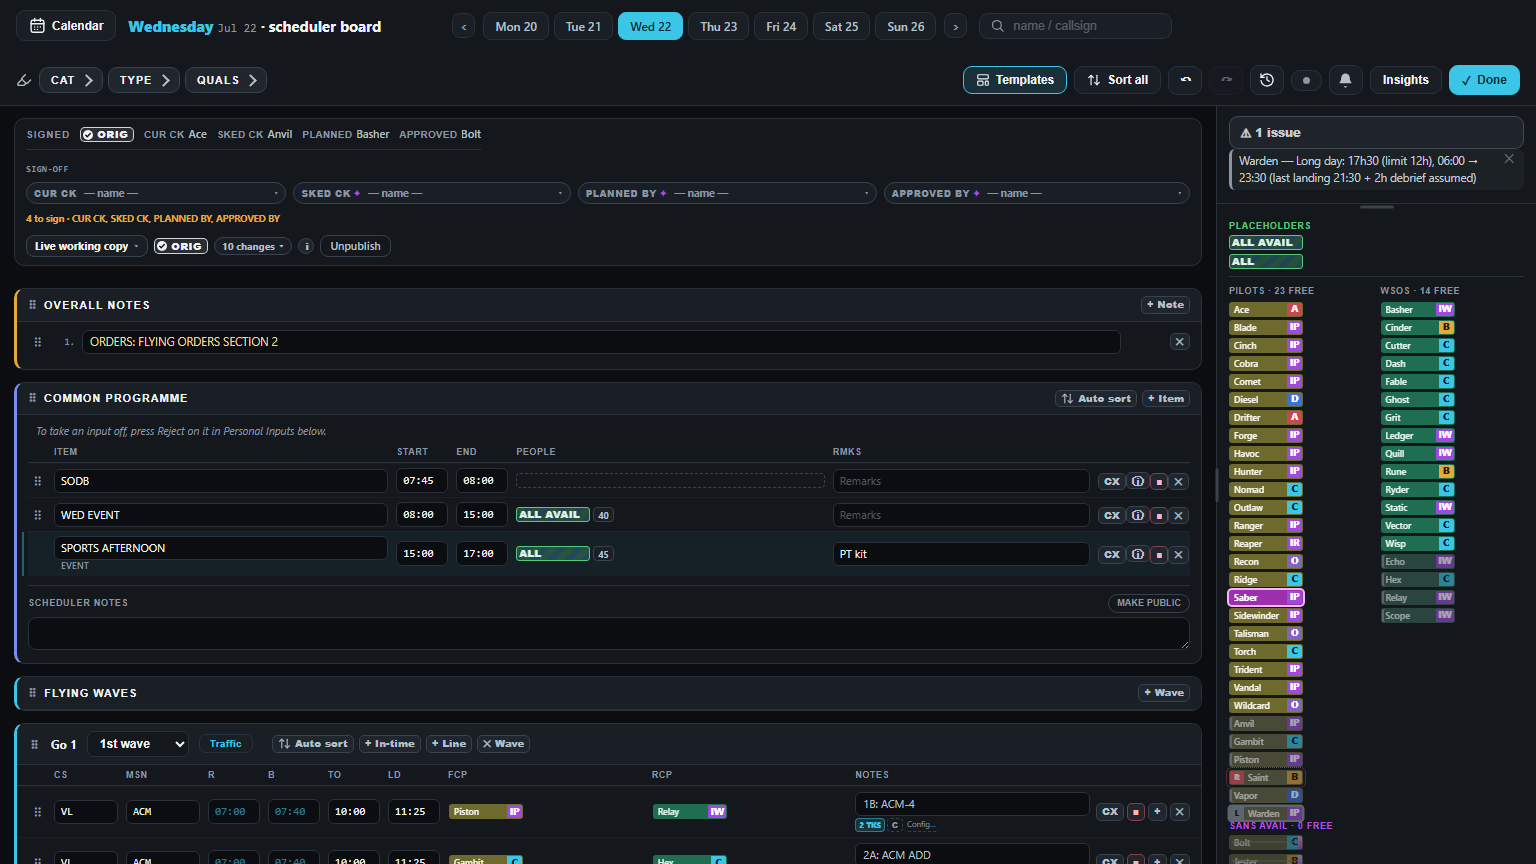 Calendar
Wednesday Jul 22 · scheduler board
Mon 20
Tue 21
Wed 22
Thu 23
Fri 24
Sat 25
Sun 26
name / callsign
CAT
TYPE
QUALS
Templates
Sort all
Insights
✓ Done
SIGNED ORIG CUR CK Ace SKED CK Anvil PLANNED Basher APPROVED Bolt
SIGN-OFF
CUR CK — name —
SKED CK ✦ — name —
PLANNED BY ✦ — name —
APPROVED BY ✦ — name —
4 to sign · CUR CK, SKED CK, PLANNED BY, APPROVED BY
Live working copy
ORIG
10 changes
i
Unpublish
OVERALL NOTES
+ Note
1. ORDERS: FLYING ORDERS SECTION 2
COMMON PROGRAMME
Auto sort
+ Item
To take an input off, press Reject on it in Personal Inputs below.
ITEM START END PEOPLE RMKS
SODB 07:45 08:00 Remarks CX
WED EVENT 08:00 15:00 ALL AVAIL 40 Remarks CX
SPORTS AFTERNOON 15:00 17:00 ALL 45 PT kit CX
EVENT
SCHEDULER NOTES
MAKE PUBLIC
FLYING WAVES
+ Wave
Go 1 1st wave Traffic Auto sort + In-time + Line ✕ Wave
CS MSN R B TO LD FCP RCP NOTES
VL ACM 07:00 07:40 10:00 11:25 Piston IP Relay IW 1B: ACM-4 CX
2 TKS C Config...
VL ACM 07:00 07:40 10:00 11:25 Gambit C Hex C 2A: ACM ADD CX
⚠ 1 issue
Warden — Long day: 17h30 (limit 12h), 06:00 →
23:30 (last landing 21:30 + 2h debrief assumed)
PLACEHOLDERS
ALL AVAIL
ALL
PILOTS · 23 FREE
Ace A
Blade IP
Cinch IP
Cobra IP
Comet IP
Diesel D
Drifter A
Forge IP
Havoc IP
Hunter IP
Nomad C
Outlaw C
Ranger IP
Reaper IR
Recon O
Ridge C
Saber IP
Sidewinder IP
Talisman O
Torch C
Trident IP
Vandal IP
Wildcard O
Anvil IP
Gambit C
Piston IP
R Saint B
Vapor D
L Warden IP
WSOS · 14 FREE
Basher IW
Cinder B
Cutter C
Dash C
Fable C
Ghost C
Grit C
Ledger IW
Quill IW
Rune B
Ryder C
Static IW
Vector C
Wisp C
Echo IW
Hex C
Relay IW
Scope IW
SANS AVAIL · 0 FREE
Bolt C
Jester B